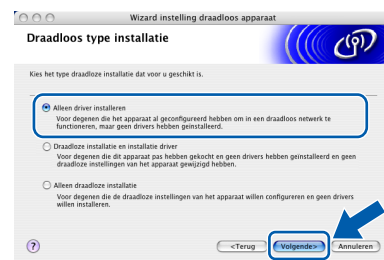 Wizard instelling draadloos apparaat
Draadloos type installatie
Kies het type draadloze installatie dat voor u geschikt is.
Alleen driver installeren
Voor degenen die het apparaat al geconfigureerd hebben om in een draadloos netwerk te
functioneren, maar geen drivers hebben geinstalleerd.
Draadloze installatie en installatie driver
Voor degenen die dit apparaat pas hebben gekocht en geen drivers hebben geïnstalleerd en geen
draadloze instellingen van het apparaat gewijzigd hebben.
Alleen draadloze installatie
Voor degenen die de draadloze instellingen van het apparaat willen configureren en geen drivers
willen installeren.
? <Terug Volgende> Annuleren